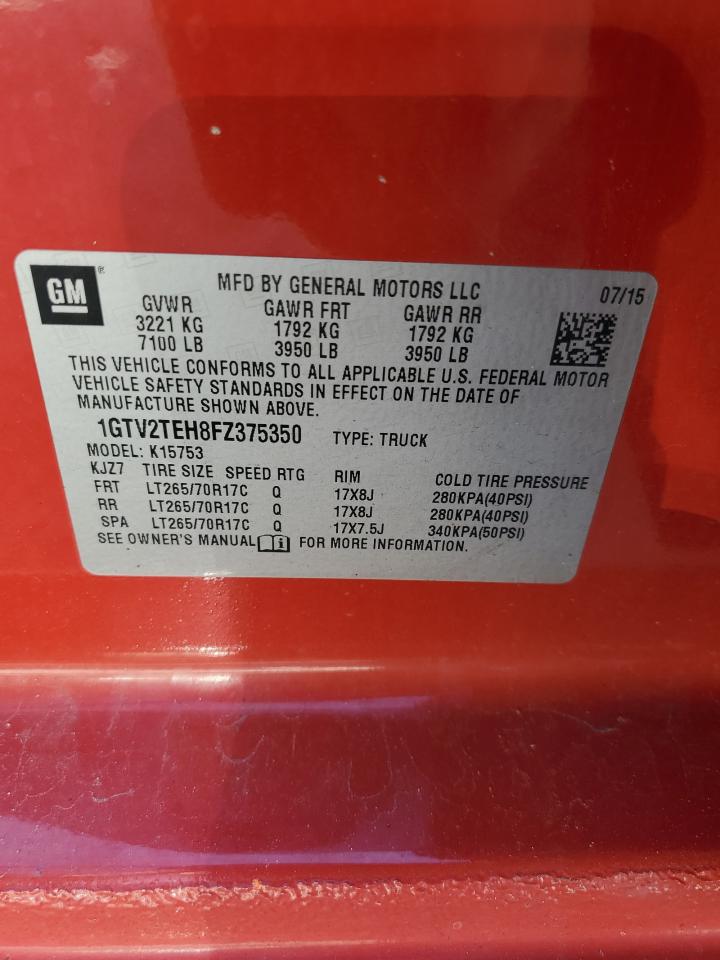 GM®
MFD BY GENERAL MOTORS LLC 07/15
GVWR GAWR FRT GAWR RR
3221 KG 1792 KG 1792 KG
7100 LB 3950 LB 3950 LB
THIS VEHICLE CONFORMS TO ALL APPLICABLE U.S. FEDERAL MOTOR
VEHICLE SAFETY STANDARDS IN EFFECT ON THE DATE OF
MANUFACTURE SHOWN ABOVE.
1GTV2TEH8FZ375350 TYPE: TRUCK
MODEL: K15753
KJZ7 TIRE SIZE SPEED RTG RIM COLD TIRE PRESSURE
FRT LT265/70R17C Q 17X8J 280KPA(40PSI)
RR LT265/70R17C Q 17X8J 280KPA(40PSI)
SPA LT265/70R17C Q 17X7.5J 340KPA(50PSI)
SEE OWNER'S MANUAL i FOR MORE INFORMATION.